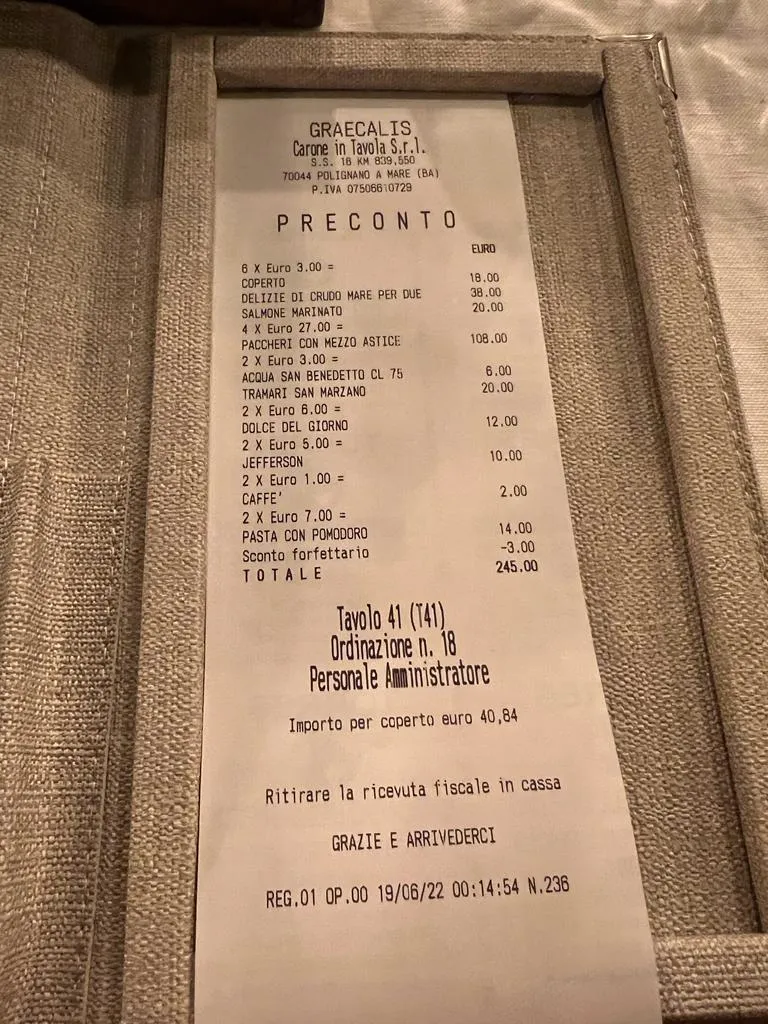 GRAECALIS
Carone in Tavola S.r.l.
S.S. 16 KM 839,550
70044 POLIGNANO A MARE (BA)
P.IVA 07506610729
PRECONTO
EURO
6 X Euro 3.00 =
COPERTO 18.00
DELIZIE DI CRUDO MARE PER DUE 38.00
SALMONE MARINATO 20.00
4 X Euro 27.00 =
PACCHERI CON MEZZO ASTICE 108.00
2 X Euro 3.00 =
ACQUA SAN BENEDETTO CL 75 6.00
TRAMARI SAN MARZANO 20.00
2 X Euro 6.00 =
DOLCE DEL GIORNO 12.00
2 X Euro 5.00 =
JEFFERSON 10.00
2 X Euro 1.00 =
CAFFE' 2.00
2 X Euro 7.00 =
PASTA CON POMODORO 14.00
Sconto forfettario -3.00
TOTALE 245.00
Tavolo 41 (T41)
Ordinazione n. 18
Personale Amministratore
Importo per coperto euro 40,84
Ritirare la ricevuta fiscale in cassa
GRAZIE E ARRIVEDERCI
REG.01 OP.00 19/06/22 00:14:54 N.236